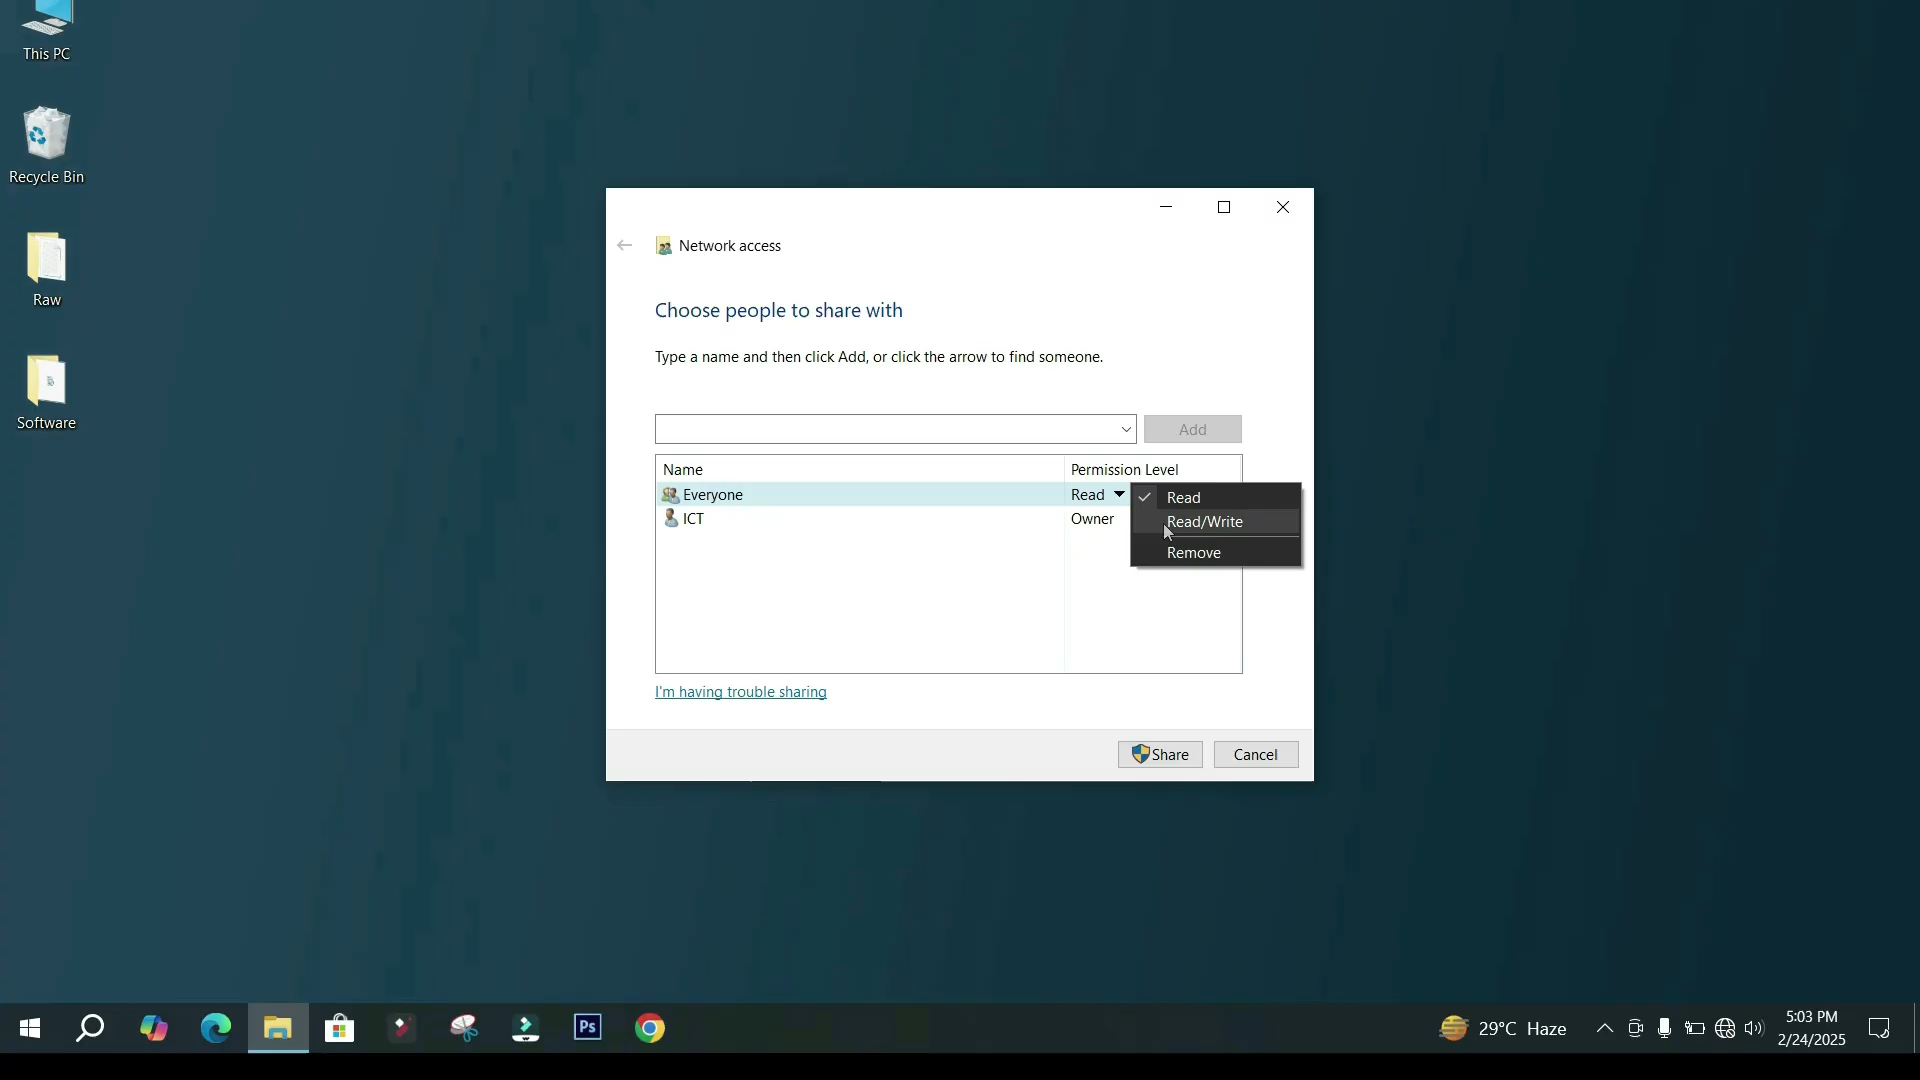 This PC
Recycle Bin
Raw
Software
Network access
Choose people to share with
Type a name and then click Add, or click the arrow to find someone.
Add
Name Permission Level
Everyone Read
ICT Owner
Read
Read/Write
Remove
I'm having trouble sharing
Share Cancel
Ps
29°C Haze
5:03 PM
2/24/2025